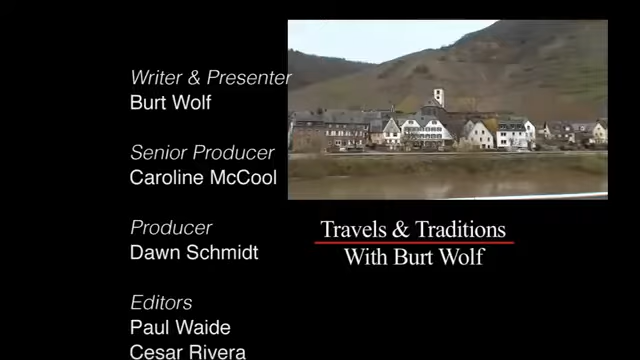 Writer & Presenter
Burt Wolf
Senior Producer
Caroline McCool
Producer
Dawn Schmidt
Editors
Paul Waide
Cesar Rivera
Travels & Traditions
With Burt Wolf